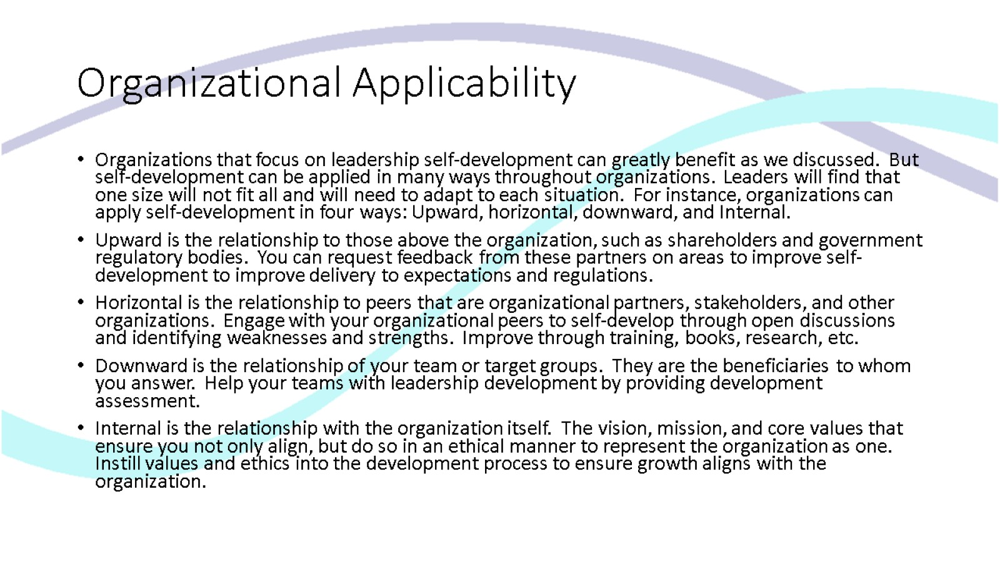 Organizational Applicability
• Organizations that focus on leadership self-development can greatly benefit as we discussed.  But
self-development can be applied in many ways throughout organizations.  Leaders will find that
one size will not fit all and will need to adapt to each situation.  For instance, organizations can
apply self-development in four ways: Upward, horizontal, downward, and Internal.
• Upward is the relationship to those above the organization, such as shareholders and government
regulatory bodies.  You can request feedback from these partners on areas to improve self-
development to improve delivery to expectations and regulations.
• Horizontal is the relationship to peers that are organizational partners, stakeholders, and other
organizations.  Engage with your organizational peers to self-develop through open discussions
and identifying weaknesses and strengths.  Improve through training, books, research, etc.
• Downward is the relationship of your team or target groups.  They are the beneficiaries to whom
you answer.  Help your teams with leadership development by providing development
assessment.
• Internal is the relationship with the organization itself.  The vision, mission, and core values that
ensure you not only align, but do so in an ethical manner to represent the organization as one.
Instill values and ethics into the development process to ensure growth aligns with the
organization.